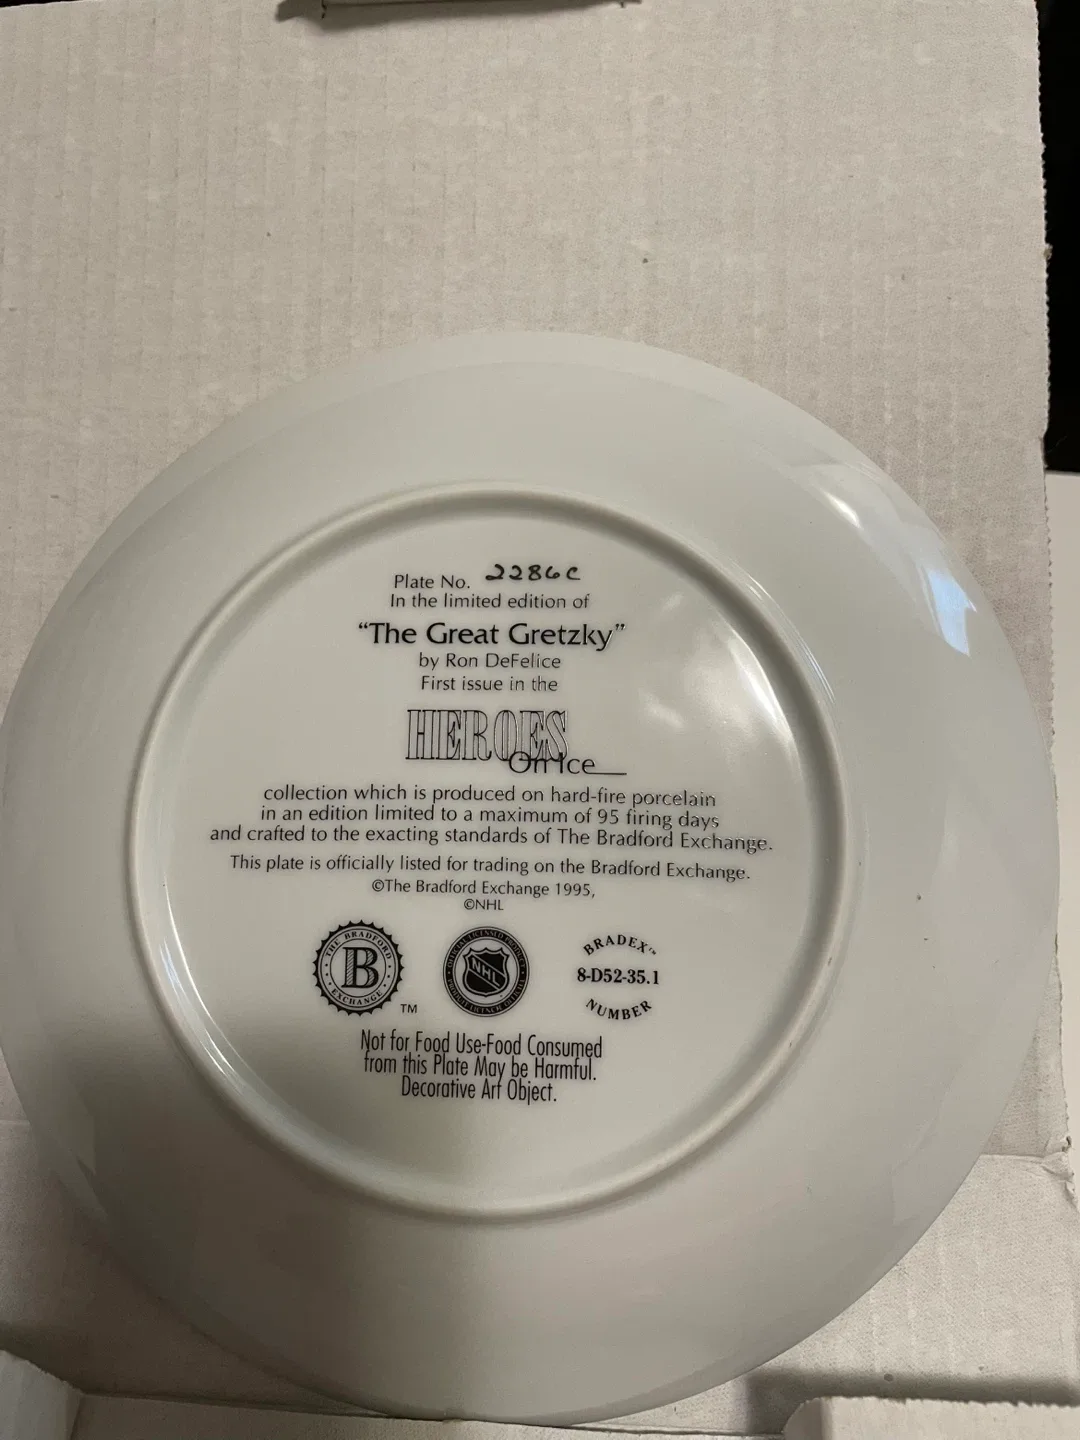 Plate No. 2286C
In the limited edition of
“The Great Gretzky”
by Ron DeFelice
First issue in the
HEROES
On Ice
collection which is produced on hard-fire porcelain
in an edition limited to a maximum of 95 firing days
and crafted to the exacting standards of The Bradford Exchange.
This plate is officially listed for trading on the Bradford Exchange.
©The Bradford Exchange 1995,
©NHL
THE BRADFORD
B
EXCHANGE
TM
OFFICIAL LICENSED PRODUCT
NHL
BRADEX™
8-D52-35.1
NUMBER
Not for Food Use-Food Consumed
from this Plate May be Harmful.
Decorative Art Object.